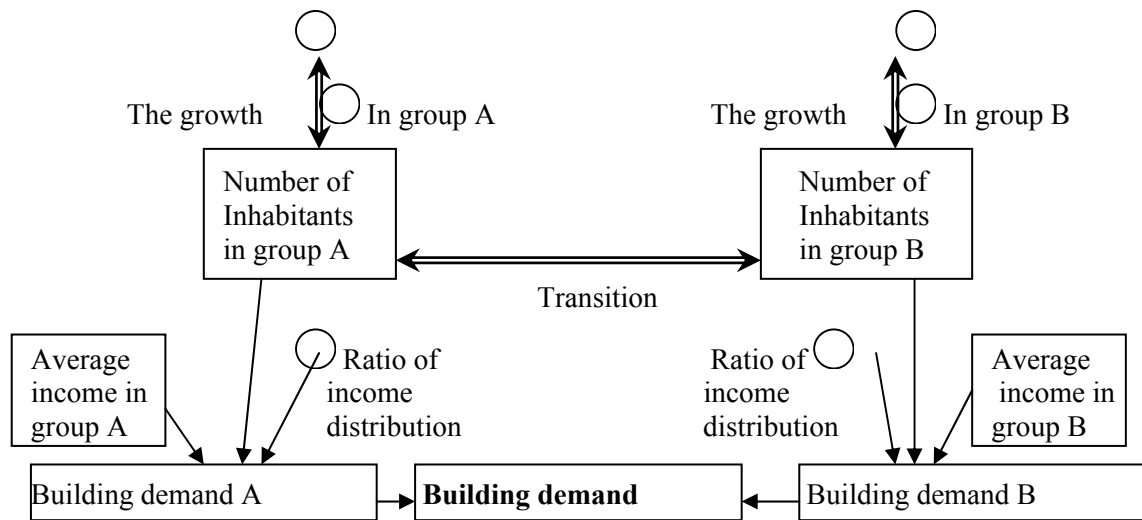 The growth
In group A
The growth
In group B
Number of
Inhabitants
in group A
Number of
Inhabitants
in group B
Transition
Average
income in
group A
Ratio of
income
distribution
Ratio of
income
distribution
Average
income in
group B
Building demand A
Building demand
Building demand B